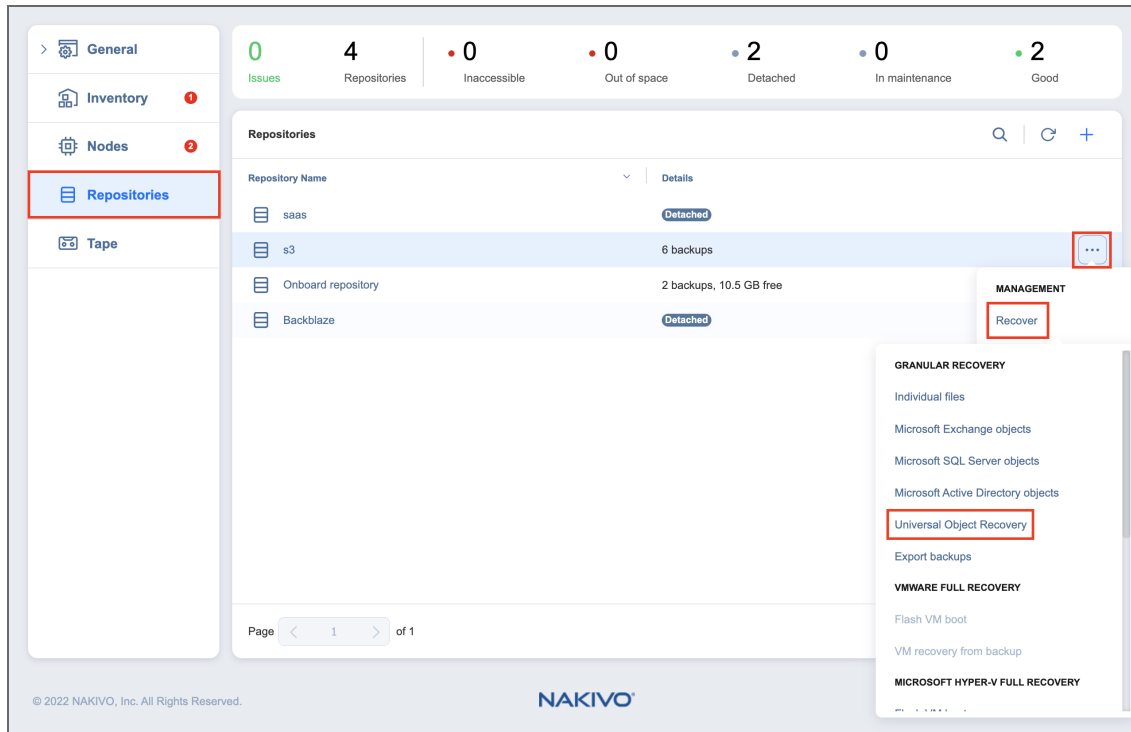 General
Inventory 1
Nodes 2
Repositories
Tape
0 4 0 0 2 0 2
Issues Repositories Inaccessible Out of space Detached In maintenance Good
Repositories
Repository Name Details
saas Detached
s3 6 backups ...
Onboard repository 2 backups, 10.5 GB free
Backblaze Detached
MANAGEMENT
Recover
GRANULAR RECOVERY
Individual files
Microsoft Exchange objects
Microsoft SQL Server objects
Microsoft Active Directory objects
Universal Object Recovery
Export backups
VMWARE FULL RECOVERY
Flash VM boot
VM recovery from backup
MICROSOFT HYPER-V FULL RECOVERY
Page 1 of 1
© 2022 NAKIVO, Inc. All Rights Reserved.
NAKIVO®